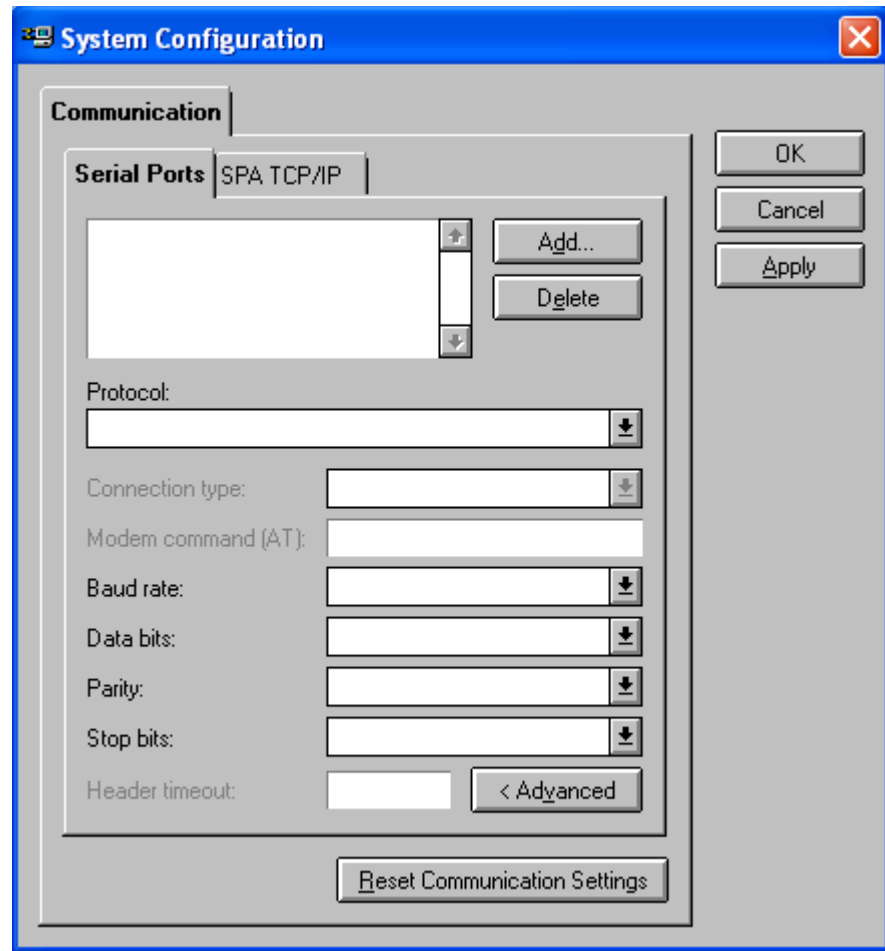 System Configuration
Communication
Serial Ports
SPA TCP/IP
OK
Cancel
Apply
Add...
Delete
Protocol:
Connection type:
Modem command (AT):
Baud rate:
Data bits:
Parity:
Stop bits:
Header timeout:
< Advanced
Reset Communication Settings